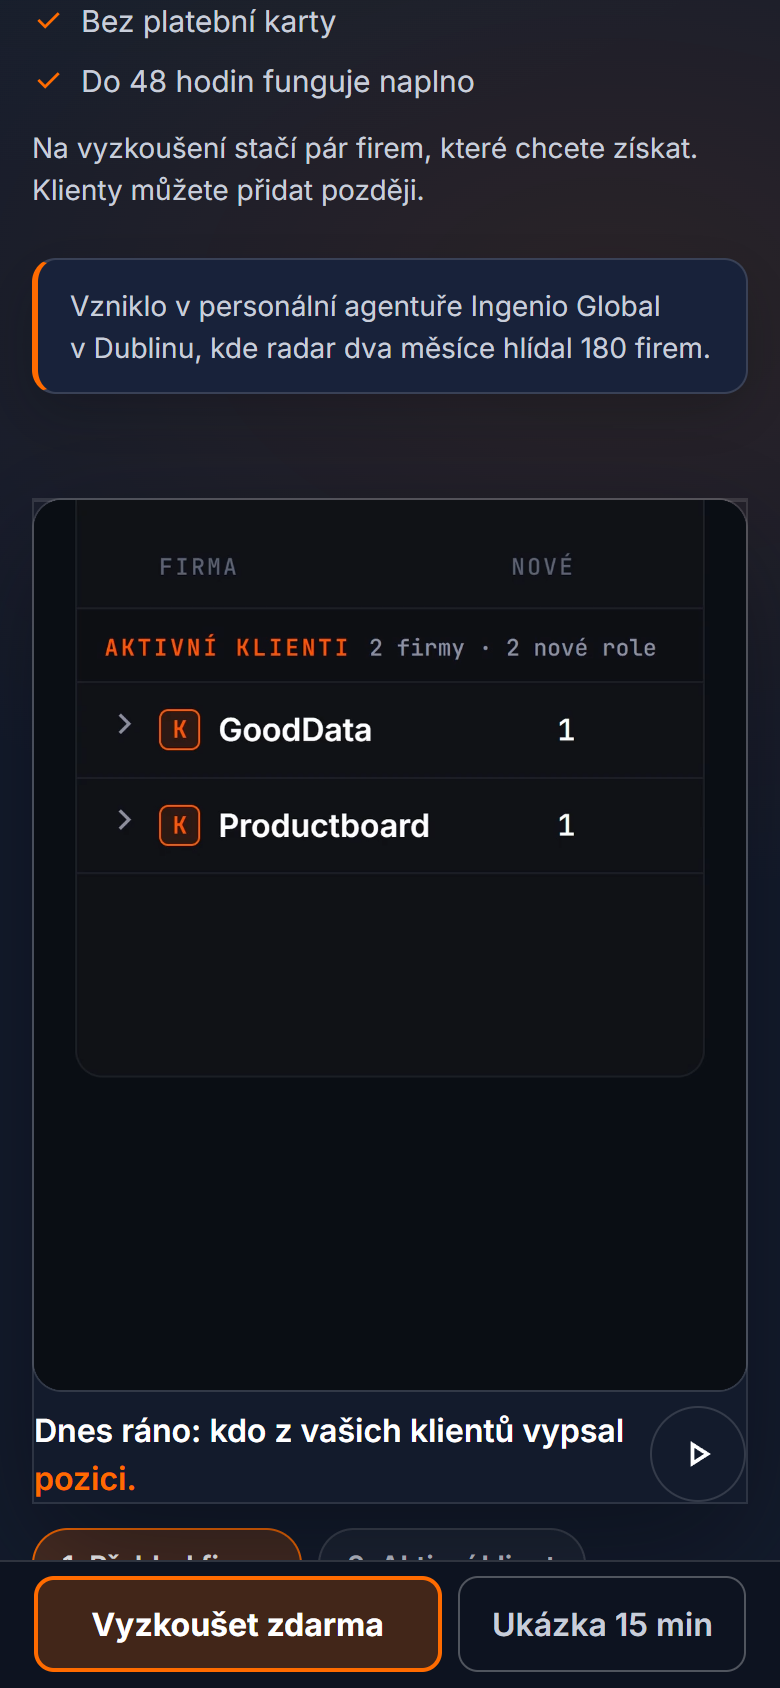 Bez platební karty
Do 48 hodin funguje naplno
Na vyzkoušení stačí pár firem, které chcete získat.
Klienty můžete přidat později.
Vzniklo v personální agentuře Ingenio Global
v Dublinu, kde radar dva měsíce hlídal 180 firem.
FIRMA NOVÉ
AKTIVNÍ KLIENTI 2 firmy · 2 nové role
K GoodData 1
K Productboard 1
Dnes ráno: kdo z vašich klientů vypsal
pozici.
Vyzkoušet zdarma Ukázka 15 min